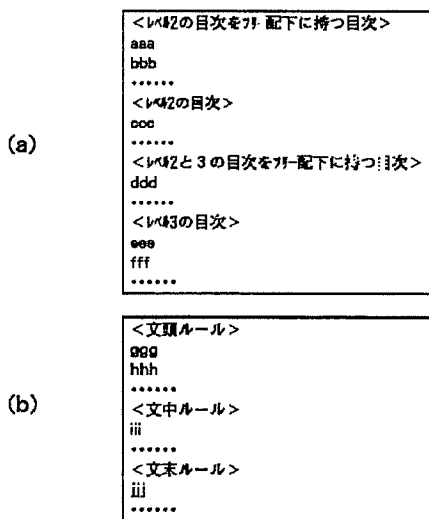 (a)
<ﾚﾍﾞﾙ2の目次をﾂﾘｰ配下に持つ目次>
aaa
bbb
......
<ﾚﾍﾞﾙ2の目次>
ccc
......
<ﾚﾍﾞﾙ2と3の目次をﾂﾘｰ配下に持つ目次>
ddd
......
<ﾚﾍﾞﾙ3の目次>
eee
fff
......
(b)
<文頭ルール>
ggg
hhh
......
<文中ルール>
iii
......
<文末ルール>
jjj
......